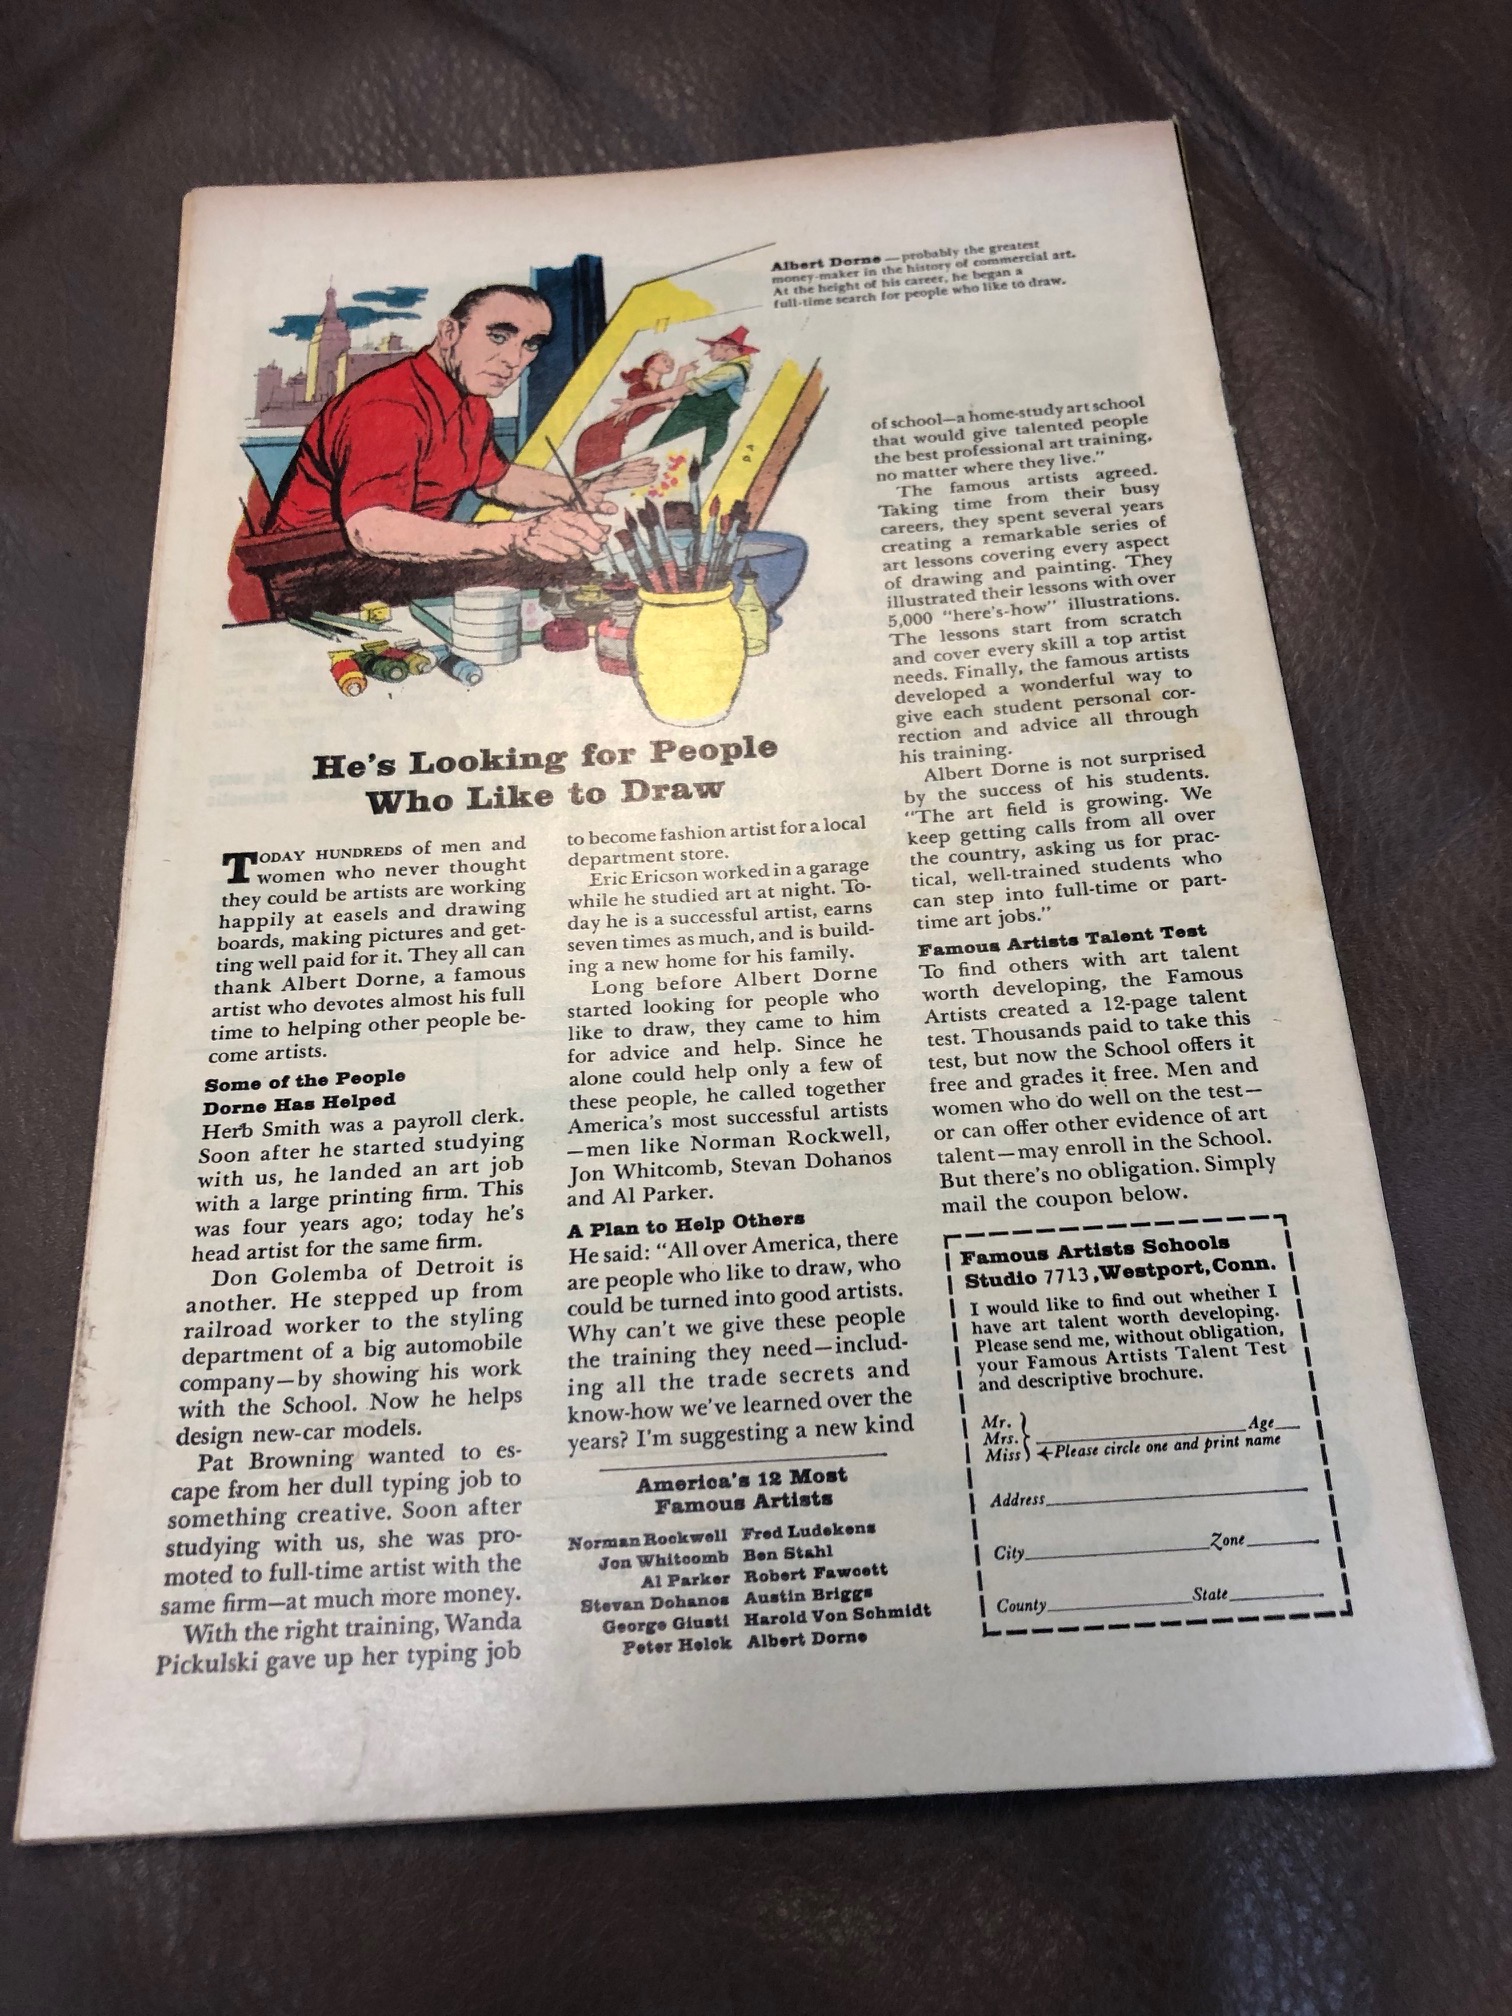 Albert Dorne — probably the greatest
money-maker in the history of commercial art.
At the height of his career, he began a
full-time search for people who like to draw.
He's Looking for People
Who Like to Draw
TODAY HUNDREDS of men and
women who never thought
they could be artists are working
happily at easels and drawing
boards, making pictures and get-
ting well paid for it. They all can
thank Albert Dorne, a famous
artist who devotes almost his full
time to helping other people be-
come artists.
Some of the People
Dorne Has Helped
Herb Smith was a payroll clerk.
Soon after he started studying
with us, he landed an art job
with a large printing firm. This
was four years ago; today he's
head artist for the same firm.
Don Golemba of Detroit is
another. He stepped up from
railroad worker to the styling
department of a big automobile
company—by showing his work
with the School. Now he helps
design new-car models.
Pat Browning wanted to es-
cape from her dull typing job to
something creative. Soon after
studying with us, she was pro-
moted to full-time artist with the
same firm—at much more money.
With the right training, Wanda
Pickulski gave up her typing job
to become fashion artist for a local
department store.
Eric Ericson worked in a garage
while he studied art at night. To-
day he is a successful artist, earns
seven times as much, and is build-
ing a new home for his family.
Long before Albert Dorne
started looking for people who
like to draw, they came to him
for advice and help. Since he
alone could help only a few of
these people, he called together
America's most successful artists
—men like Norman Rockwell,
Jon Whitcomb, Stevan Dohanos
and Al Parker.
A Plan to Help Others
He said: "All over America, there
are people who like to draw, who
could be turned into good artists.
Why can't we give these people
the training they need—includ-
ing all the trade secrets and
know-how we've learned over the
years? I'm suggesting a new kind
of school—a home-study art school
that would give talented people
the best professional art training,
no matter where they live."
The famous artists agreed.
Taking time from their busy
careers, they spent several years
creating a remarkable series of
art lessons covering every aspect
of drawing and painting. They
illustrated their lessons with over
5,000 "here's-how" illustrations.
The lessons start from scratch
and cover every skill a top artist
needs. Finally, the famous artists
developed a wonderful way to
give each student personal cor-
rection and advice all through
his training.
Albert Dorne is not surprised
by the success of his students.
"The art field is growing. We
keep getting calls from all over
the country, asking us for prac-
tical, well-trained students who
can step into full-time or part-
time art jobs."
Famous Artists Talent Test
To find others with art talent
worth developing, the Famous
Artists created a 12-page talent
test. Thousands paid to take this
test, but now the School offers it
free and grades it free. Men and
women who do well on the test—
or can offer other evidence of art
talent—may enroll in the School.
But there's no obligation. Simply
mail the coupon below.
America's 12 Most
Famous Artists
Norman Rockwell Fred Ludekens
Jon Whitcomb Ben Stahl
Al Parker Robert Fawcett
Stevan Dohanos Austin Briggs
George Giusti Harold Von Schmidt
Peter Helck Albert Dorne
Famous Artists Schools
Studio 7713, Westport, Conn.
I would like to find out whether I
have art talent worth developing.
Please send me, without obligation,
your Famous Artists Talent Test
and descriptive brochure.
Mr.
Mrs. Age
Miss Please circle one and print name
Address
City Zone
County State